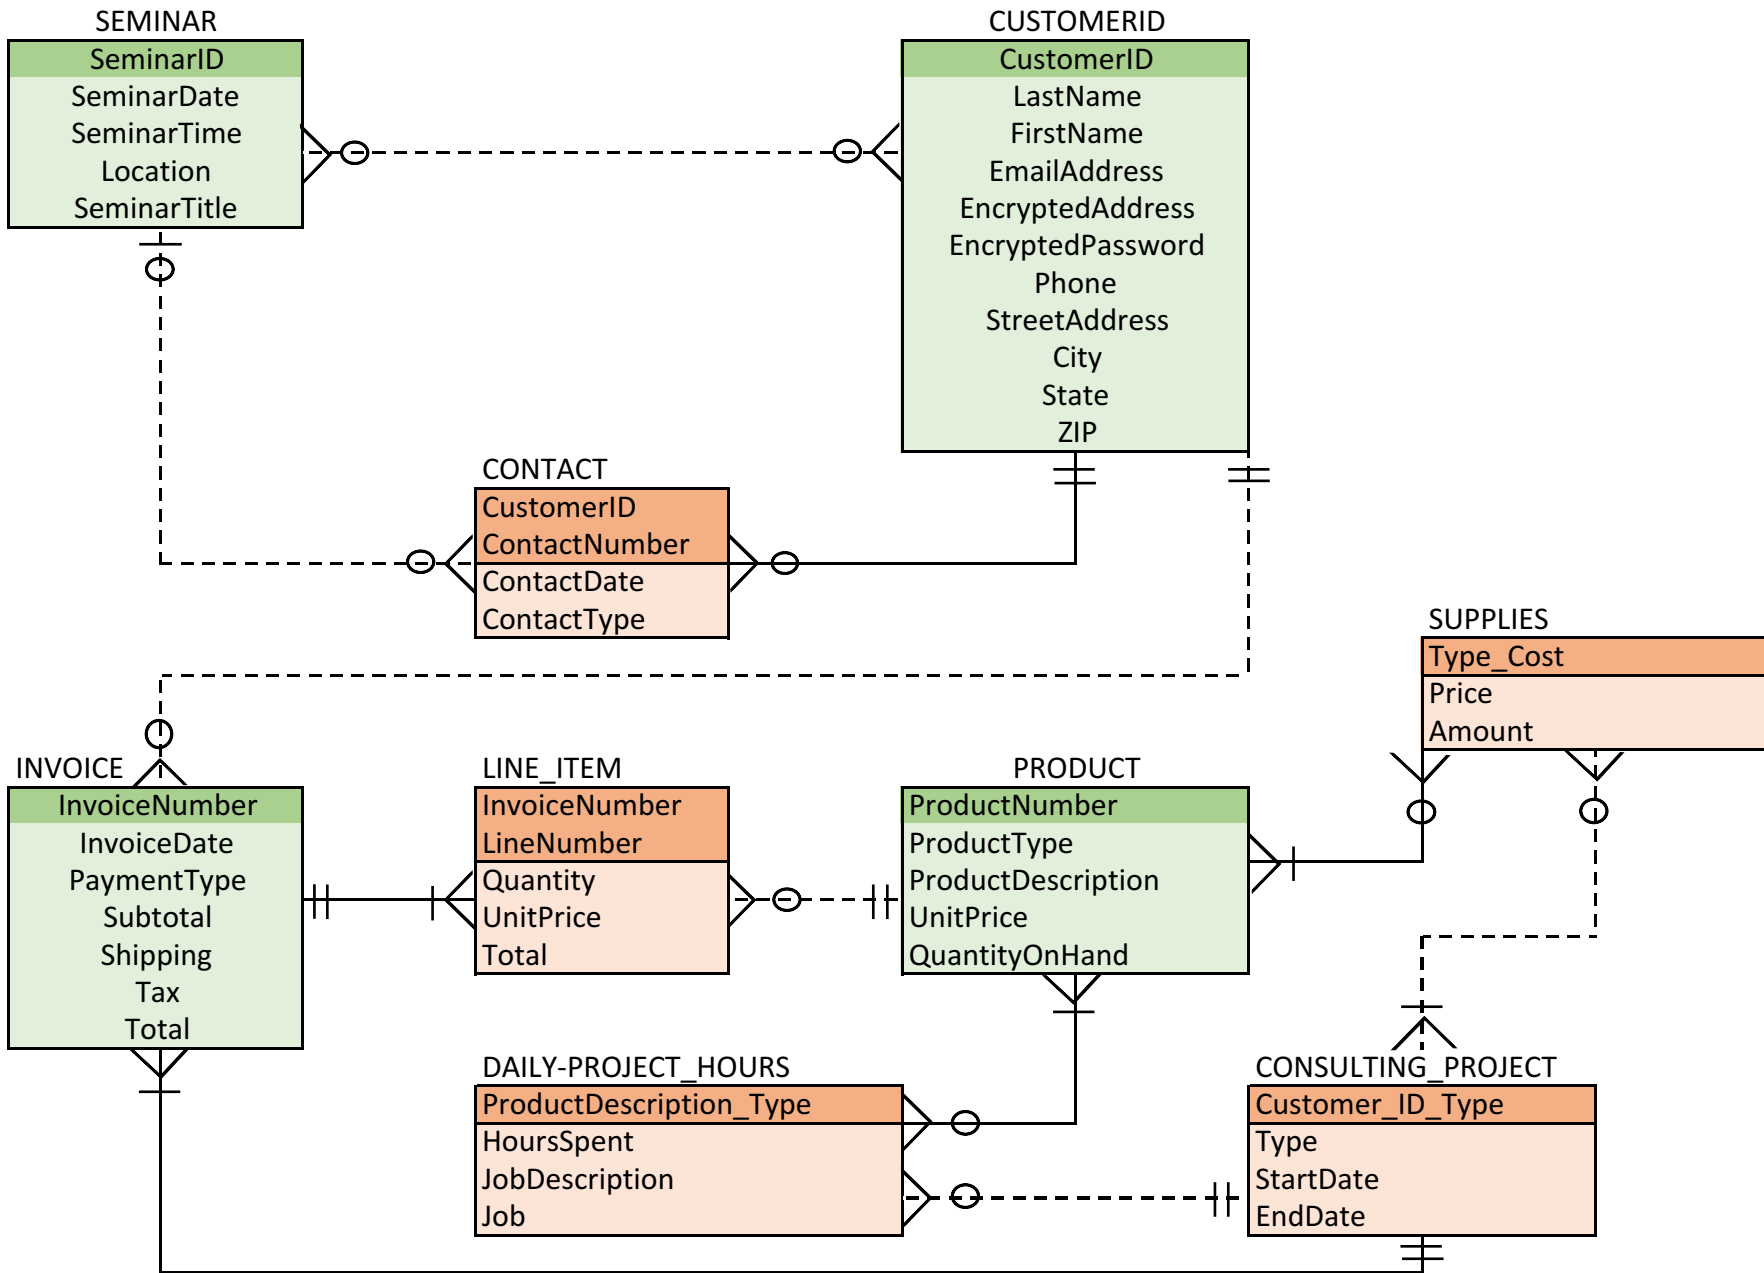 SEMINAR
SeminarID
SeminarDate
SeminarTime
Location
SeminarTitle
CUSTOMERID
CustomerID
LastName
FirstName
EmailAddress
EncryptedAddress
EncryptedPassword
Phone
StreetAddress
City
State
ZIP
CONTACT
CustomerID
ContactNumber
ContactDate
ContactType
SUPPLIES
Type_Cost
Price
Amount
INVOICE
InvoiceNumber
InvoiceDate
PaymentType
Subtotal
Shipping
Tax
Total
LINE_ITEM
InvoiceNumber
LineNumber
Quantity
UnitPrice
Total
PRODUCT
ProductNumber
ProductType
ProductDescription
UnitPrice
QuantityOnHand
DAILY-PROJECT_HOURS
ProductDescription_Type
HoursSpent
JobDescription
Job
CONSULTING_PROJECT
Customer_ID_Type
Type
StartDate
EndDate